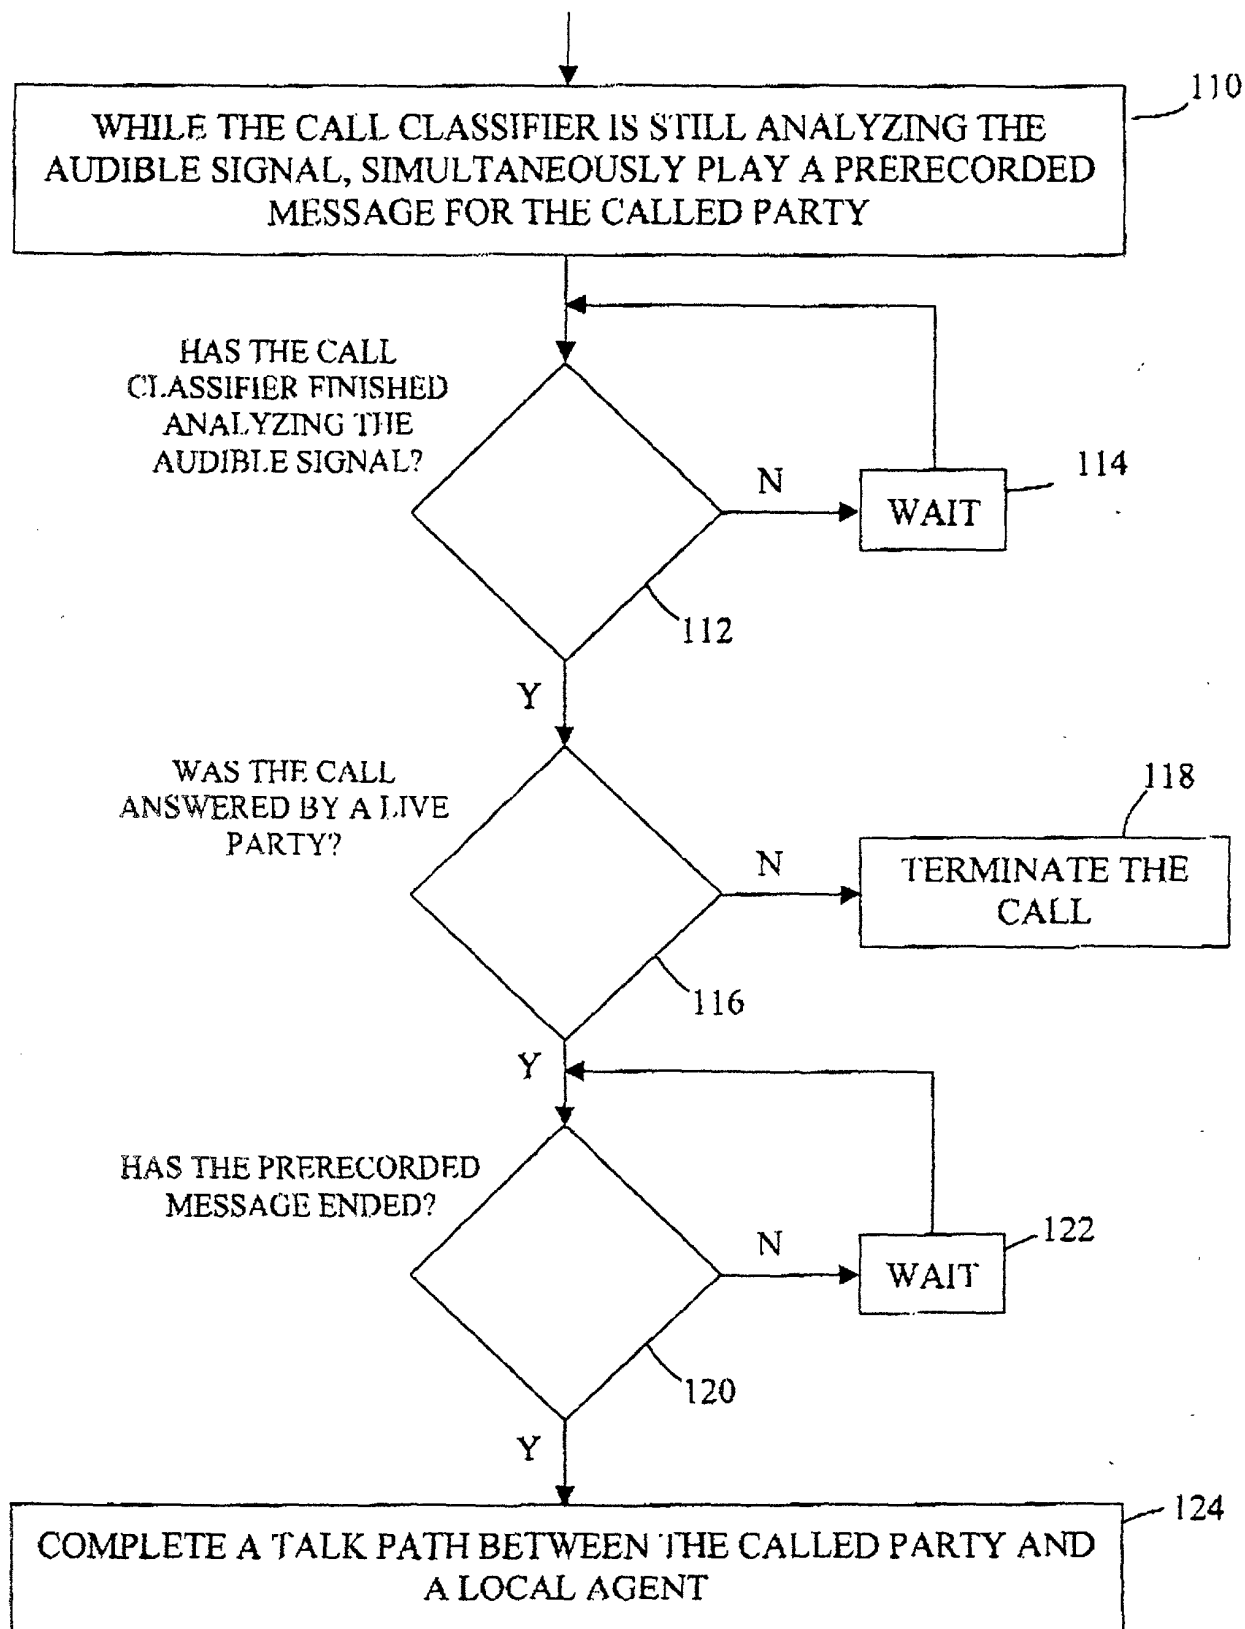 110
WHILE THE CALL CLASSIFIER IS STILL ANALYZING THE
AUDIBLE SIGNAL, SIMULTANEOUSLY PLAY A PRERECORDED
MESSAGE FOR THE CALLED PARTY
HAS THE CALL
CLASSIFIER FINISHED
ANALYZING THE
AUDIBLE SIGNAL?
N
WAIT
114
112
Y
WAS THE CALL
ANSWERED BY A LIVE
PARTY?
N
118
TERMINATE THE
CALL
116
Y
HAS THE PRERECORDED
MESSAGE ENDED?
N
WAIT
122
120
Y
124
COMPLETE A TALK PATH BETWEEN THE CALLED PARTY AND
A LOCAL AGENT